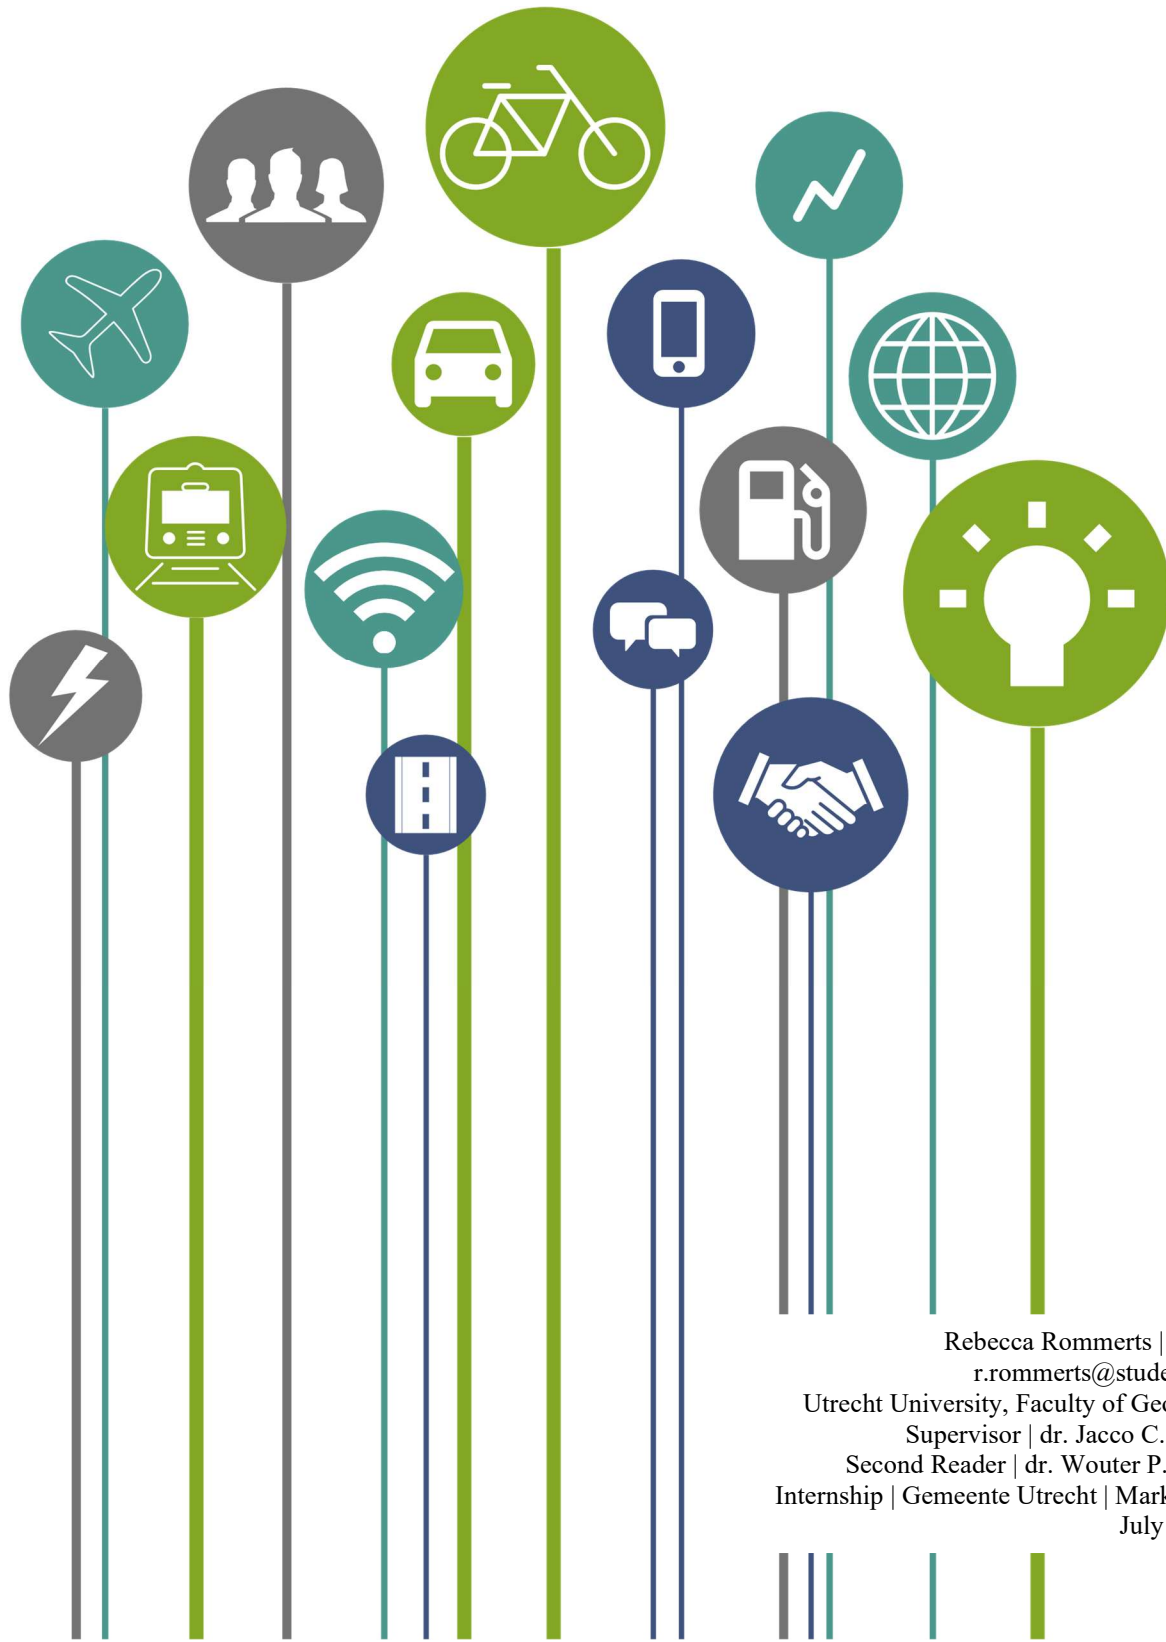 Rebecca Rommerts |
r.rommerts@stude
Utrecht University, Faculty of Geo
Supervisor | dr. Jacco C.
Second Reader | dr. Wouter P.
Internship | Gemeente Utrecht | Mark
July